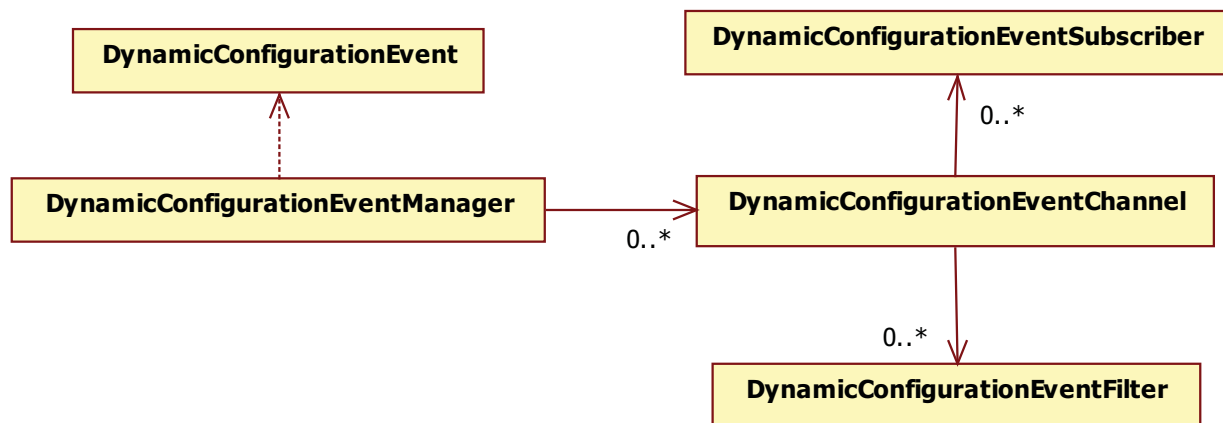 DynamicConfigurationEvent
DynamicConfigurationEventSubscriber
0..*
DynamicConfigurationEventManager
DynamicConfigurationEventChannel
0..*
0..*
DynamicConfigurationEventFilter